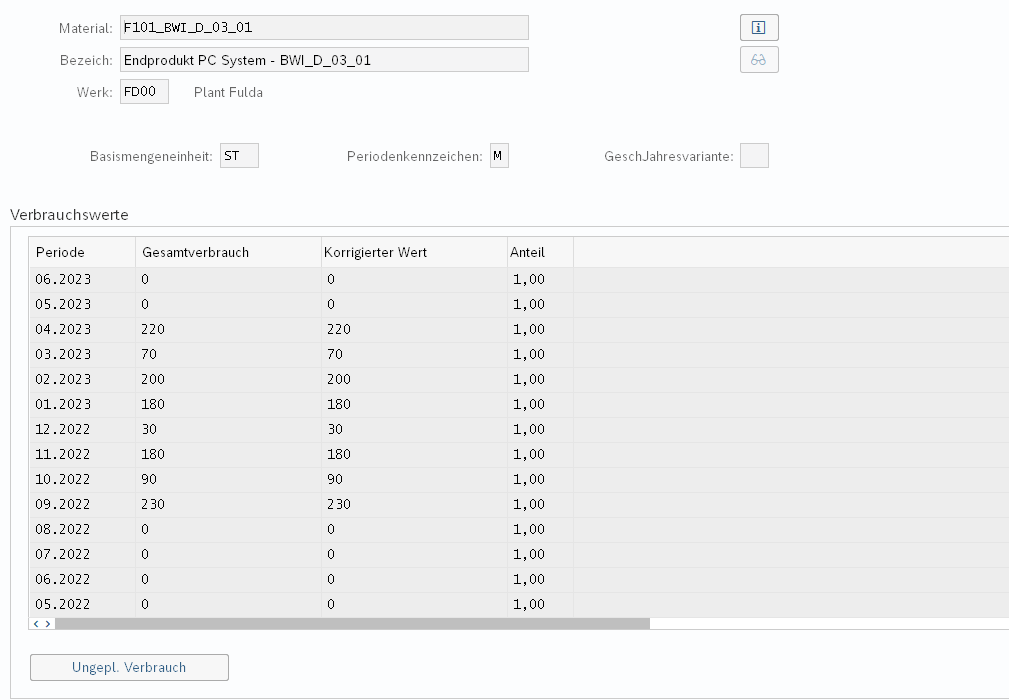 Material: F101_BWI_D_03_01
Bezeich: Endprodukt PC System - BWI_D_03_01
Werk: FD00 Plant Fulda
Basismengeneinheit: ST Periodenkennzeichen: M GeschJahresvariante:
Verbrauchswerte
Periode Gesamtverbrauch Korrigierter Wert Anteil
06.2023 0 0 1,00
05.2023 0 0 1,00
04.2023 220 220 1,00
03.2023 70 70 1,00
02.2023 200 200 1,00
01.2023 180 180 1,00
12.2022 30 30 1,00
11.2022 180 180 1,00
10.2022 90 90 1,00
09.2022 230 230 1,00
08.2022 0 0 1,00
07.2022 0 0 1,00
06.2022 0 0 1,00
05.2022 0 0 1,00
Ungepl. Verbrauch